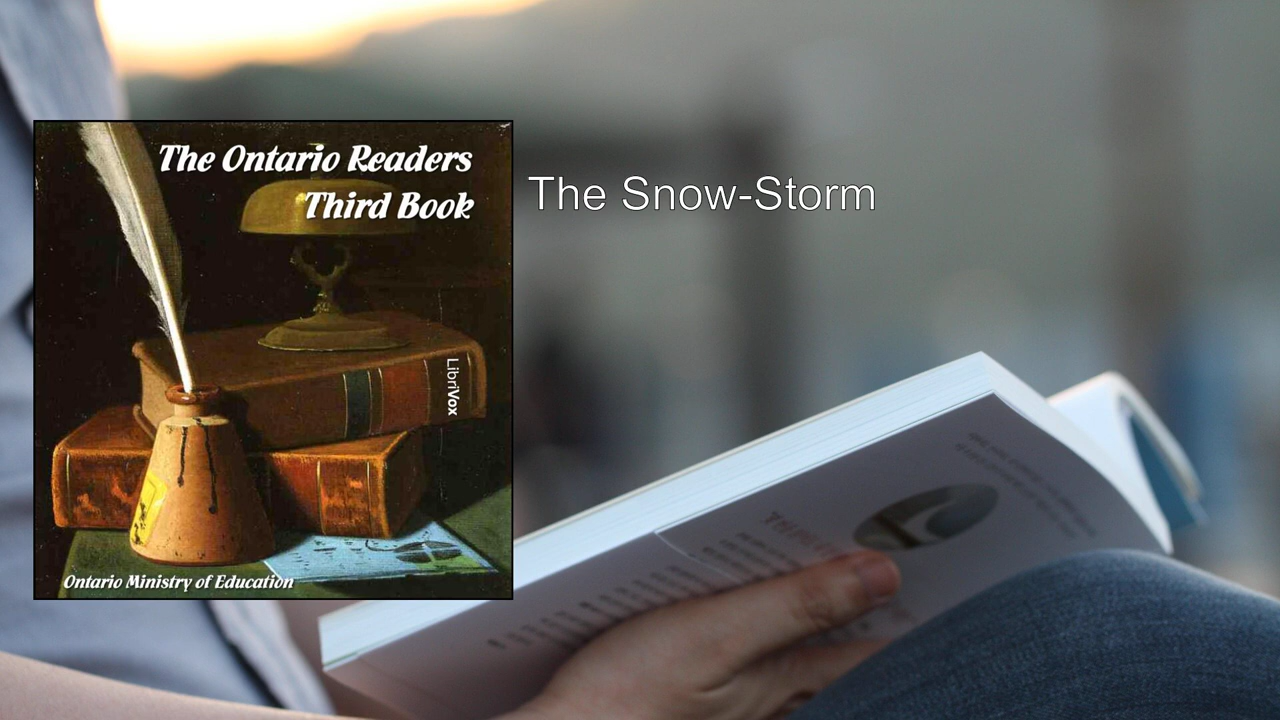 The Ontario Readers
Third Book
The Snow-Storm
LibriVox
Ontario Ministry of Education